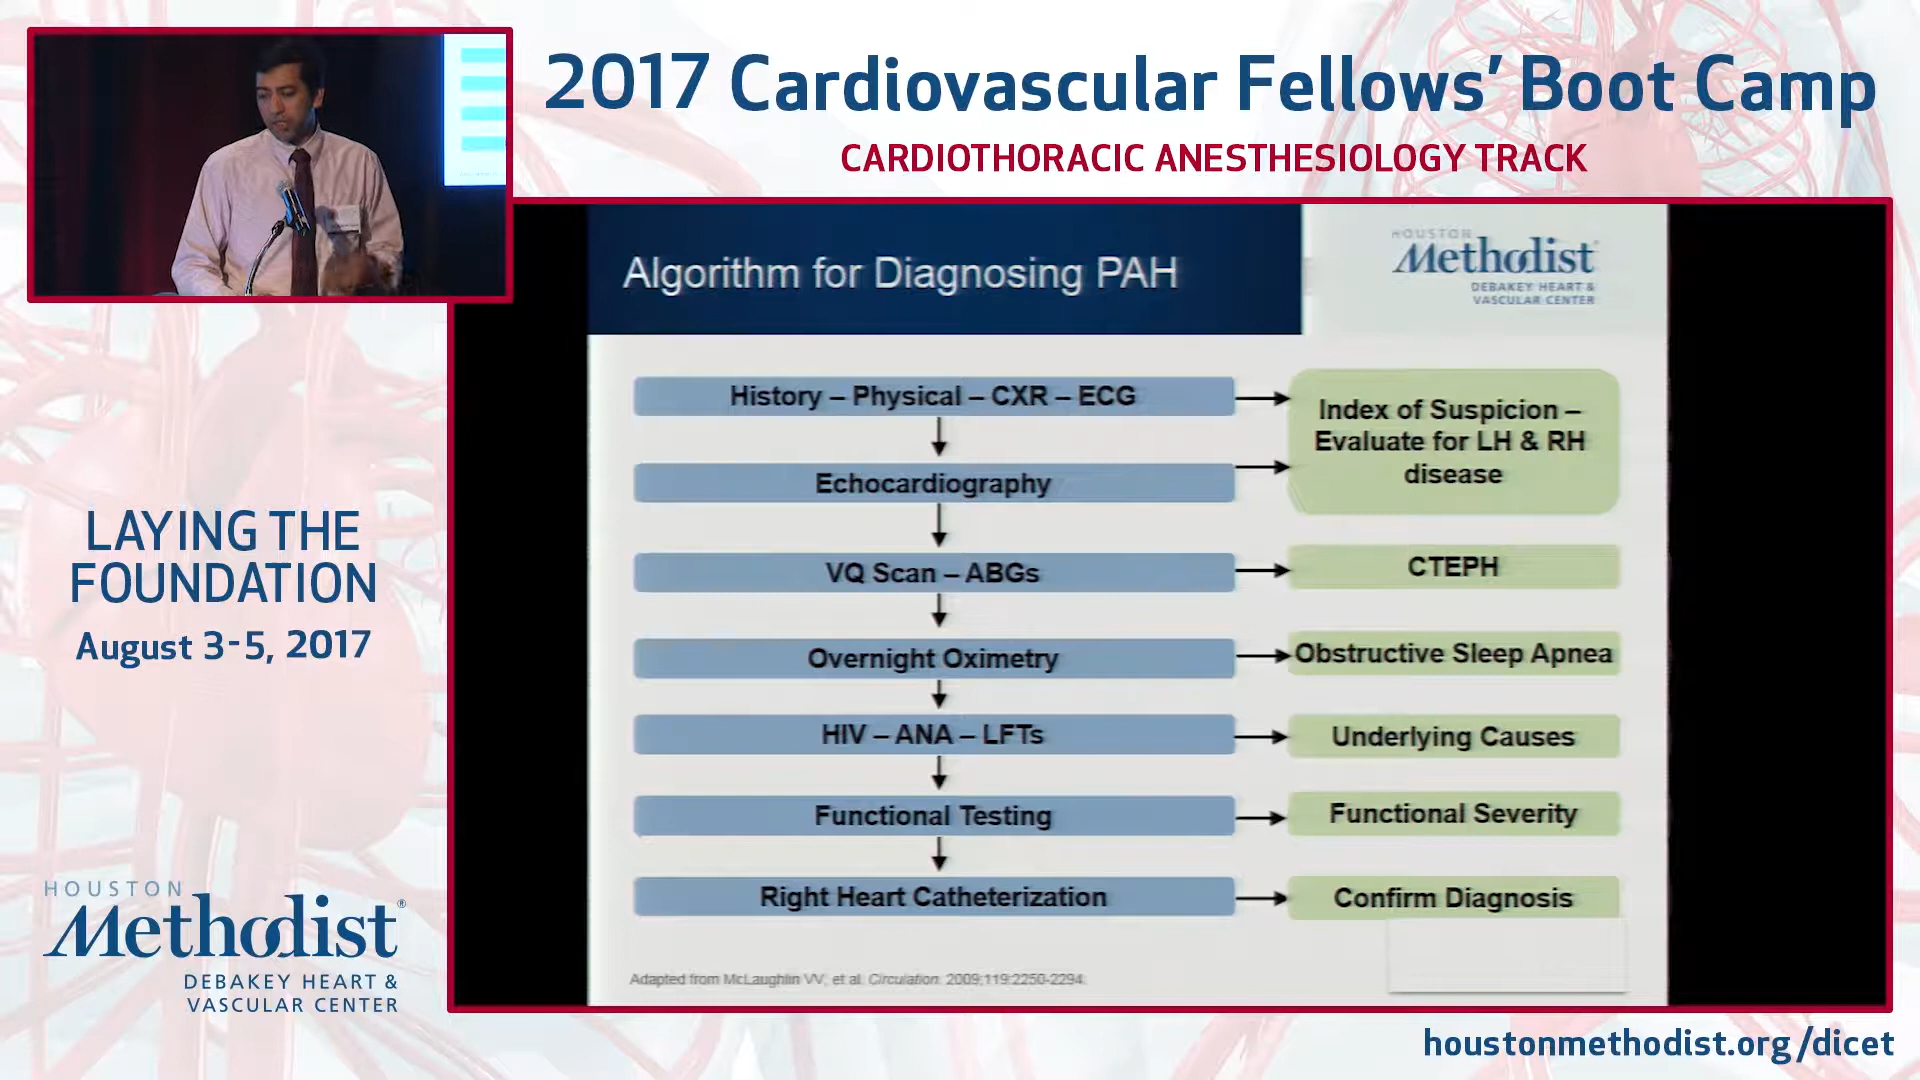 2017 Cardiovascular Fellows' Boot Camp
CARDIOTHORACIC ANESTHESIOLOGY TRACK
Algorithm for Diagnosing PAH
HOUSTON
Methodist
DEBAKEY HEART &
VASCULAR CENTER
History – Physical – CXR – ECG
Index of Suspicion –
Evaluate for LH & RH
disease
Echocardiography
VQ Scan – ABGs
CTEPH
Overnight Oximetry
Obstructive Sleep Apnea
HIV – ANA – LFTs
Underlying Causes
Functional Testing
Functional Severity
Right Heart Catheterization
Confirm Diagnosis
Adapted from McLaughlin VV, et al. Circulation. 2009;119:2250-2294.
LAYING THE
FOUNDATION
August 3-5, 2017
HOUSTON
Methodist®
DEBAKEY HEART &
VASCULAR CENTER
houstonmethodist.org/dicet